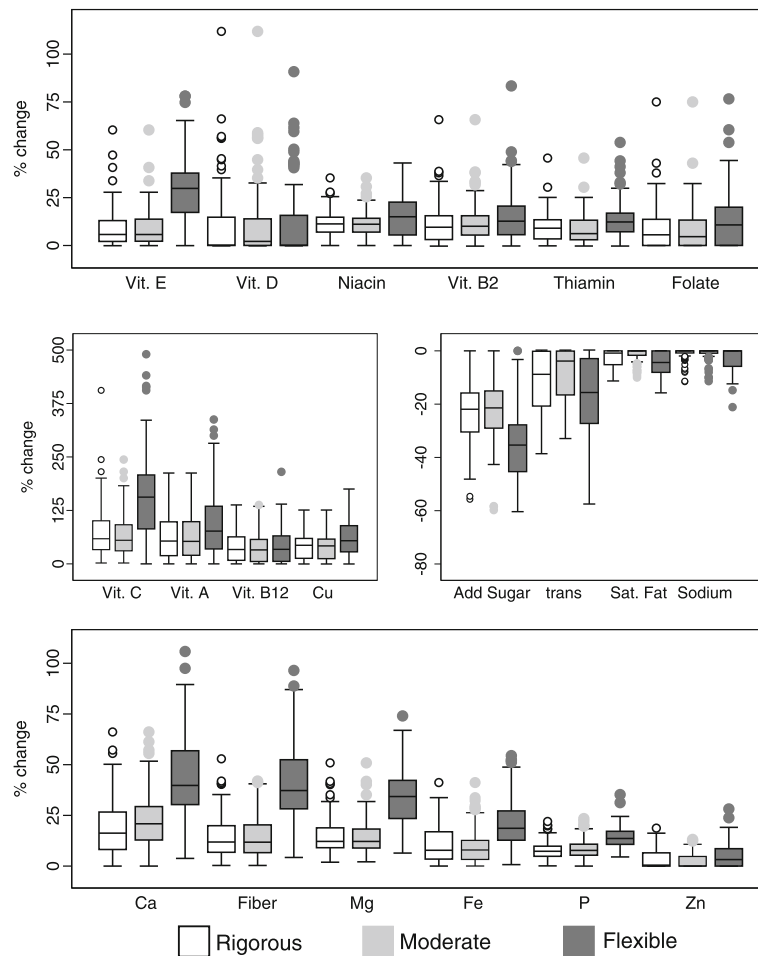 % change
100
75
50
25
0
Vit. E Vit. D Niacin Vit. B2 Thiamin Folate
% change
500
375
250
125
0
Vit. C Vit. A Vit. B12 Cu
0
-20
-40
-60
-80
Add Sugar trans Sat. Fat Sodium
% change
100
75
50
25
0
Ca Fiber Mg Fe P Zn
Rigorous Moderate Flexible